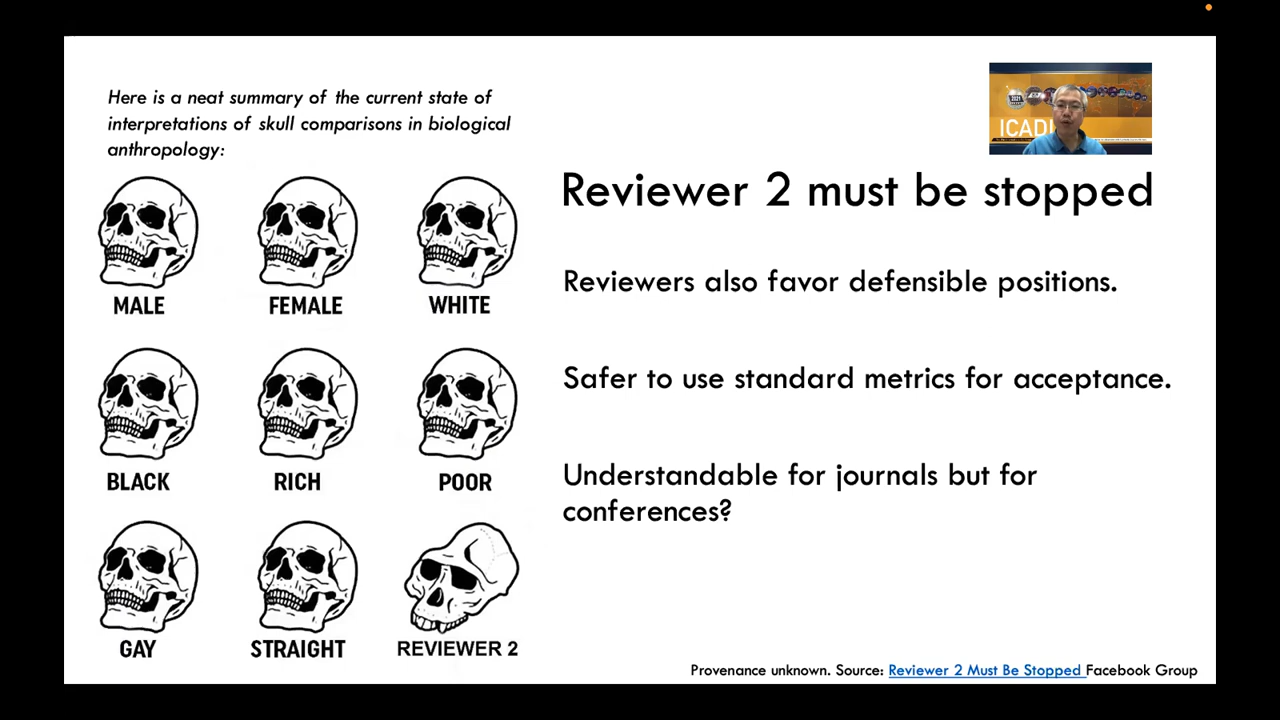 Here is a neat summary of the current state of
interpretations of skull comparisons in biological
anthropology:
MALE
FEMALE
WHITE
BLACK
RICH
POOR
GAY
STRAIGHT
REVIEWER 2
ICADL
Reviewer 2 must be stopped
Reviewers also favor defensible positions.
Safer to use standard metrics for acceptance.
Understandable for journals but for
conferences?
Provenance unknown. Source: Reviewer 2 Must Be Stopped Facebook Group